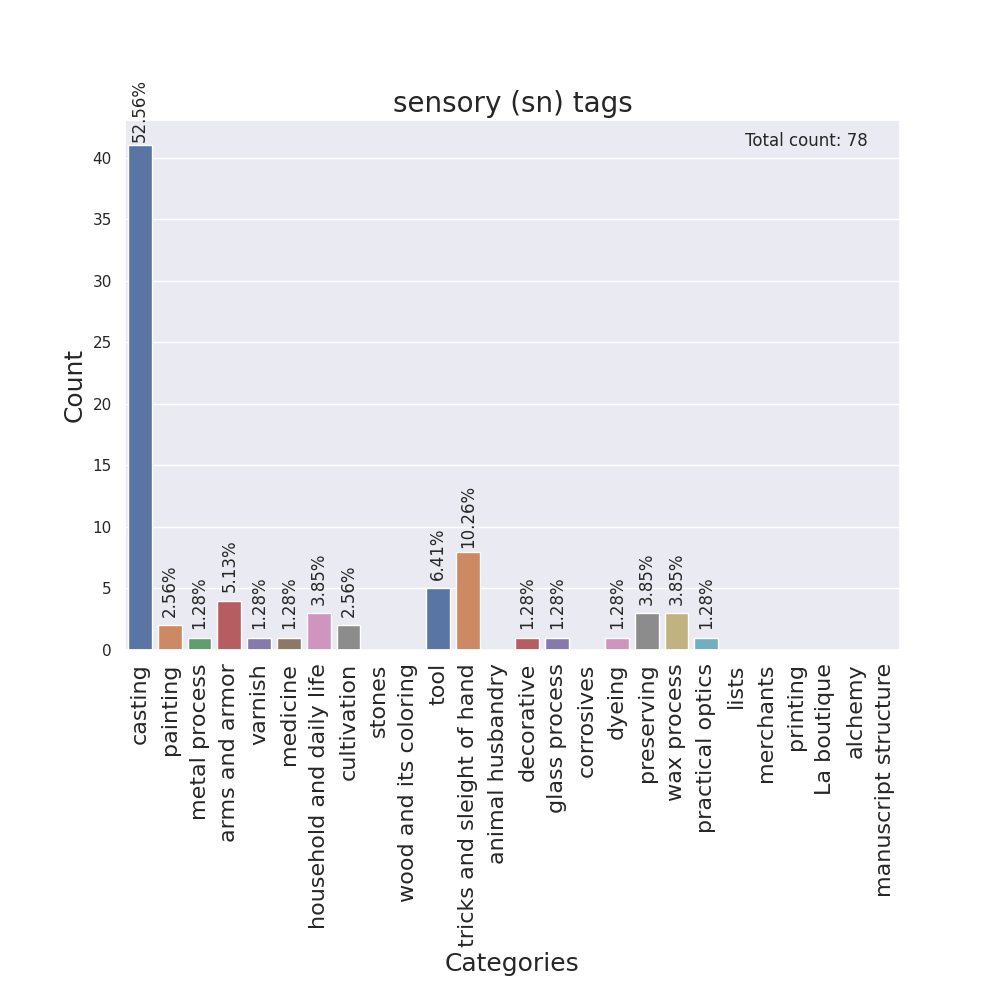 sensory (sn) tags
Total count: 78
Count
40
35
30
25
20
15
10
5
0
52.56%
2.56%
1.28%
5.13%
1.28%
1.28%
3.85%
2.56%
6.41%
10.26%
1.28%
1.28%
1.28%
3.85%
3.85%
1.28%
casting
painting
metal process
arms and armor
varnish
medicine
household and daily life
cultivation
stones
wood and its coloring
tool
tricks and sleight of hand
animal husbandry
decorative
glass process
corrosives
dyeing
preserving
wax process
practical optics
lists
merchants
printing
La boutique
alchemy
manuscript structure
Categories